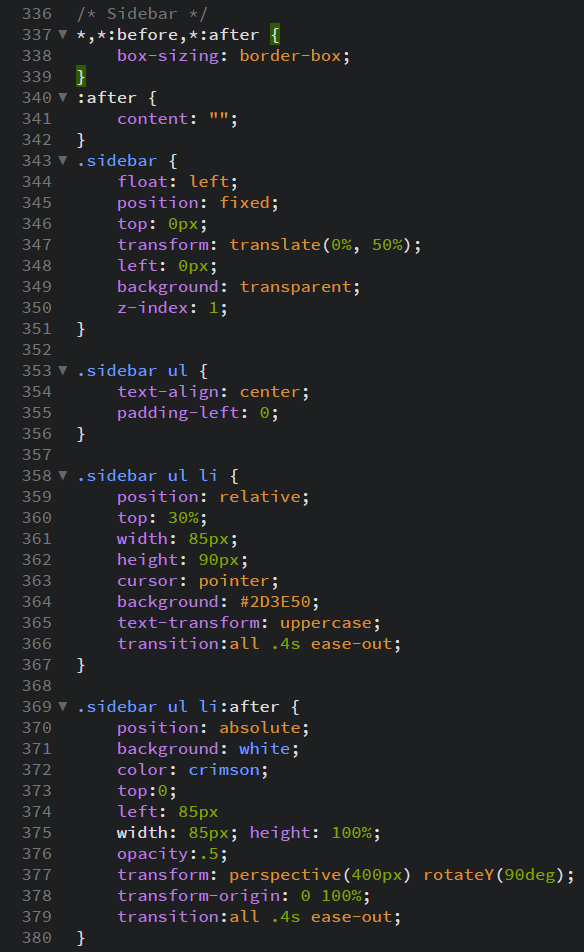 336 /* Sidebar */
337 ▼ *,*:before,*:after {
338     box-sizing: border-box;
339 }
340 ▼ :after {
341     content: "";
342 }
343 ▼ .sidebar {
344     float: left;
345     position: fixed;
346     top: 0px;
347     transform: translate(0%, 50%);
348     left: 0px;
349     background: transparent;
350     z-index: 1;
351 }
352
353 ▼ .sidebar ul {
354     text-align: center;
355     padding-left: 0;
356 }
357
358 ▼ .sidebar ul li {
359     position: relative;
360     top: 30%;
361     width: 85px;
362     height: 90px;
363     cursor: pointer;
364     background: #2D3E50;
365     text-transform: uppercase;
366     transition:all .4s ease-out;
367 }
368
369 ▼ .sidebar ul li:after {
370     position: absolute;
371     background: white;
372     color: crimson;
373     top:0;
374     left: 85px
375     width: 85px; height: 100%;
376     opacity:.5;
377     transform: perspective(400px) rotateY(90deg);
378     transform-origin: 0 100%;
379     transition:all .4s ease-out;
380 }